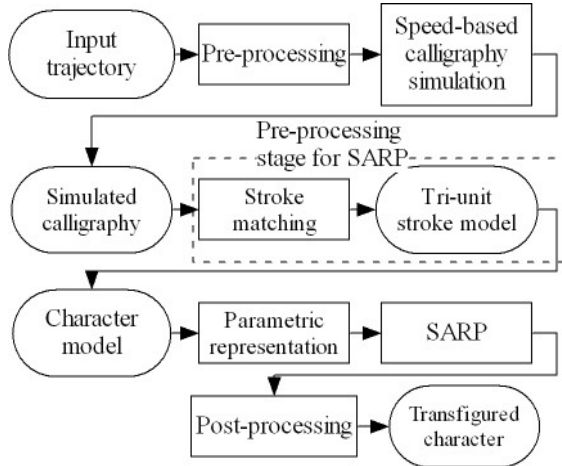 Input
trajectory
Pre-processing
Speed-based
calligraphy
simulation
Pre-processing
stage for SARP
Simulated
calligraphy
Stroke
matching
Tri-unit
stroke model
Character
model
Parametric
representation
SARP
Post-processing
Transfigured
character